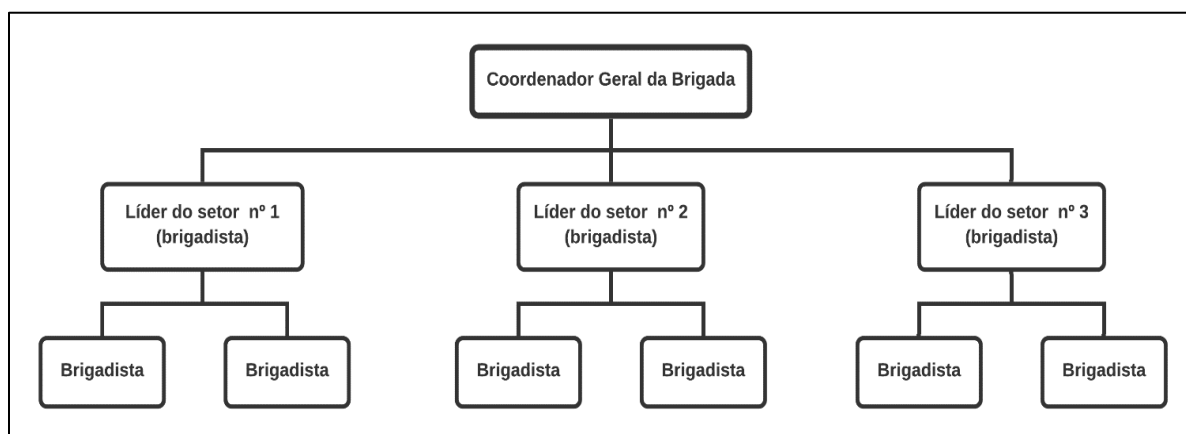 Coordenador Geral da Brigada
Líder do setor nº 1
(brigadista)
Líder do setor nº 2
(brigadista)
Líder do setor nº 3
(brigadista)
Brigadista
Brigadista
Brigadista
Brigadista
Brigadista
Brigadista